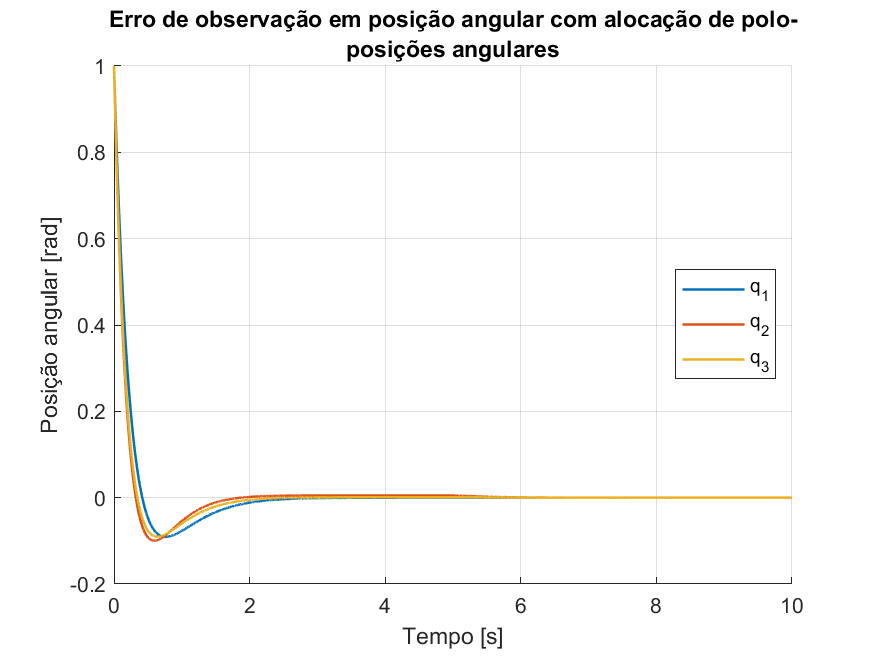 Erro de observação em posição angular com alocação de polo-
posições angulares
1
0.8
0.6
0.4
0.2
0
-0.2
Posição angular [rad]
q1
q2
q3
0
2
4
6
8
10
Tempo [s]